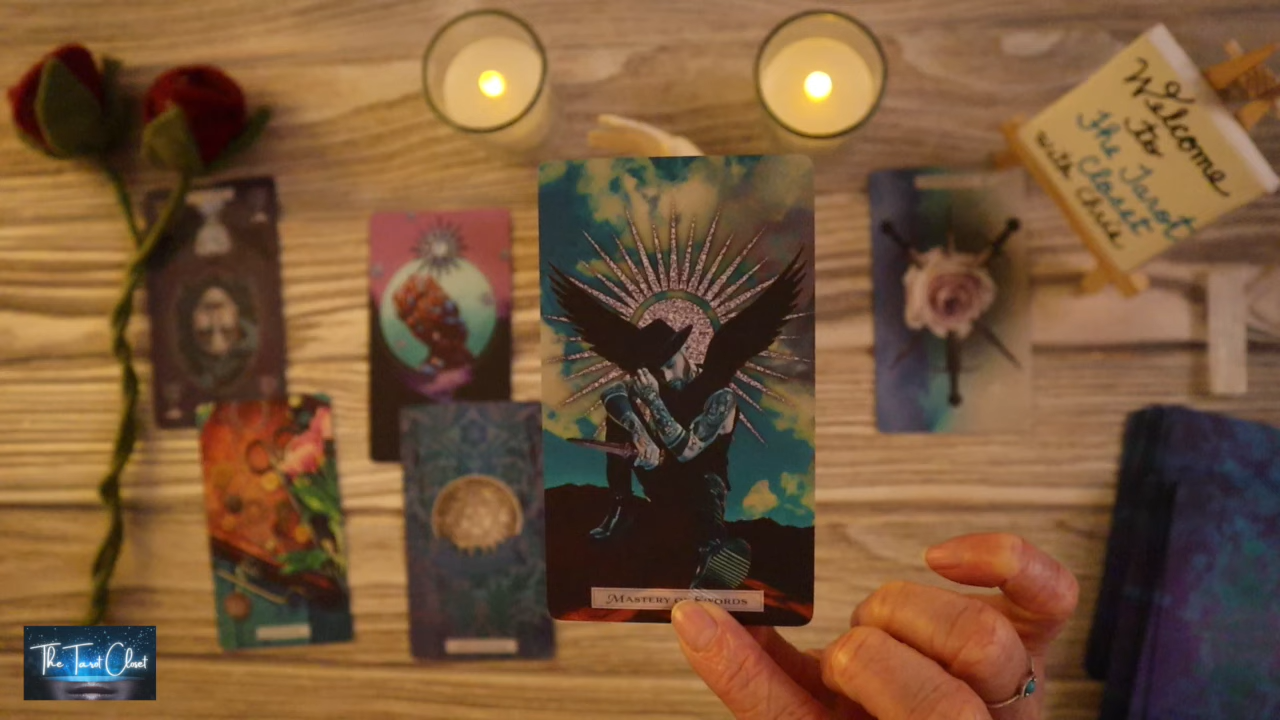 Welcome
to
The Tarot
Closet
with Chris
MASTERY OF SWORDS
The Tarot Closet